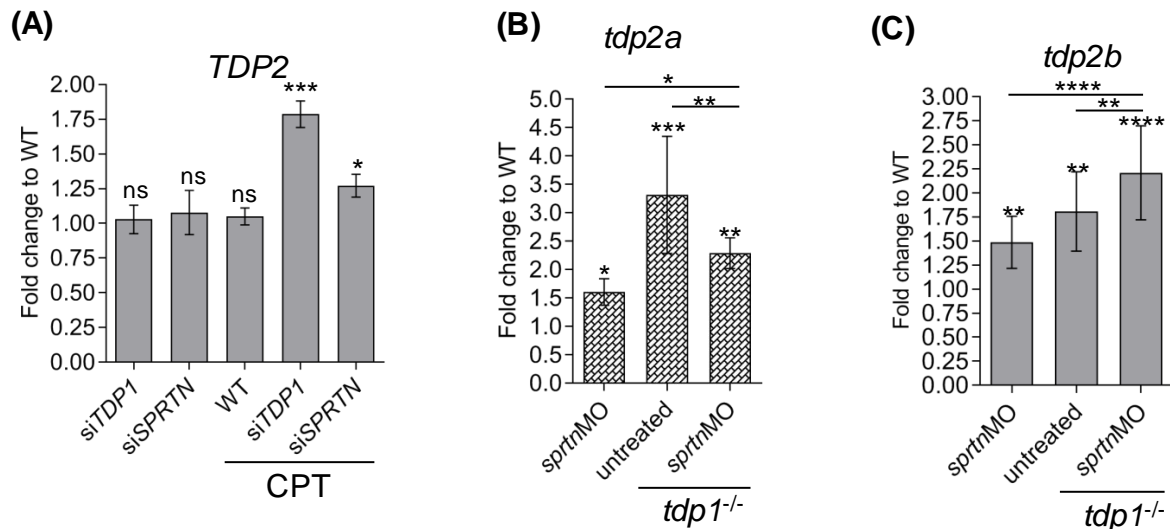 (A)
TDP2
Fold change to WT
2.00
1.75
1.50
1.25
1.00
0.75
0.50
0.25
0.00
ns
ns
ns
***
*
siTDP1
siSPRTN
WT
siTDP1
siSPRTN
CPT
(B)
tdp2a
Fold change to WT
5.0
4.5
4.0
3.5
3.0
2.5
2.0
1.5
1.0
0.5
0.0
*
**
*
***
**
sprtnMO
untreated
sprtnMO
tdp1-/-
(C)
tdp2b
Fold change to WT
3.00
2.75
2.50
2.25
2.00
1.75
1.50
1.25
1.00
0.75
0.50
0.25
0.00
****
**
**
**
****
sprtnMO
untreated
sprtnMO
tdp1-/-